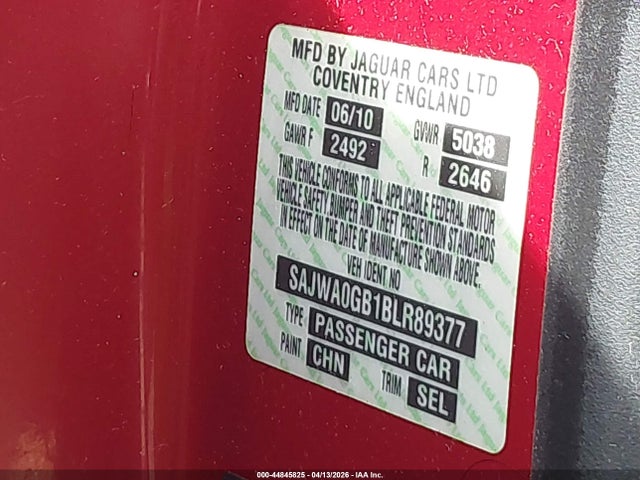 MFD BY JAGUAR CARS LTD
COVENTRY ENGLAND
MFD DATE 06/10 GVWR 5038
GAWR F 2492 R 2646
THIS VEHICLE CONFORMS TO ALL APPLICABLE FEDERAL MOTOR
VEHICLE SAFETY BUMPER AND THEFT PREVENTION STANDARDS
IN EFFECT ON THE DATE OF MANUFACTURE SHOWN ABOVE.
VEH IDENT NO
SAJWA0GB1BLR89377
TYPE PASSENGER CAR
PAINT CHN TRIM SEL
000-44845825 - 04/13/2026 - IAA Inc.